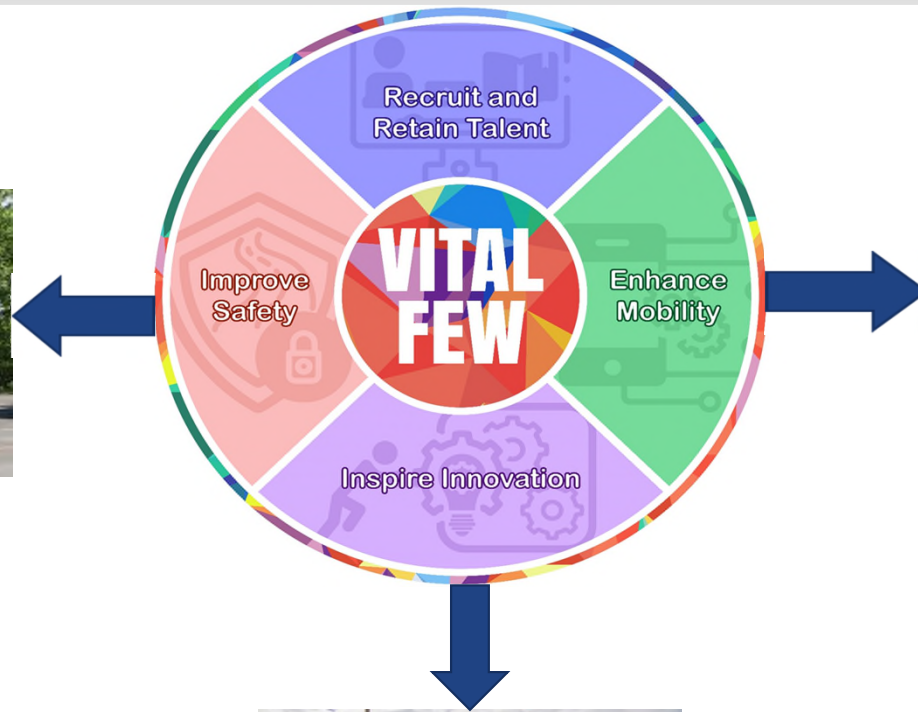 Recruit and
Retain Talent
Improve
Safety
VITAL
FEW
Enhance
Mobility
Inspire Innovation